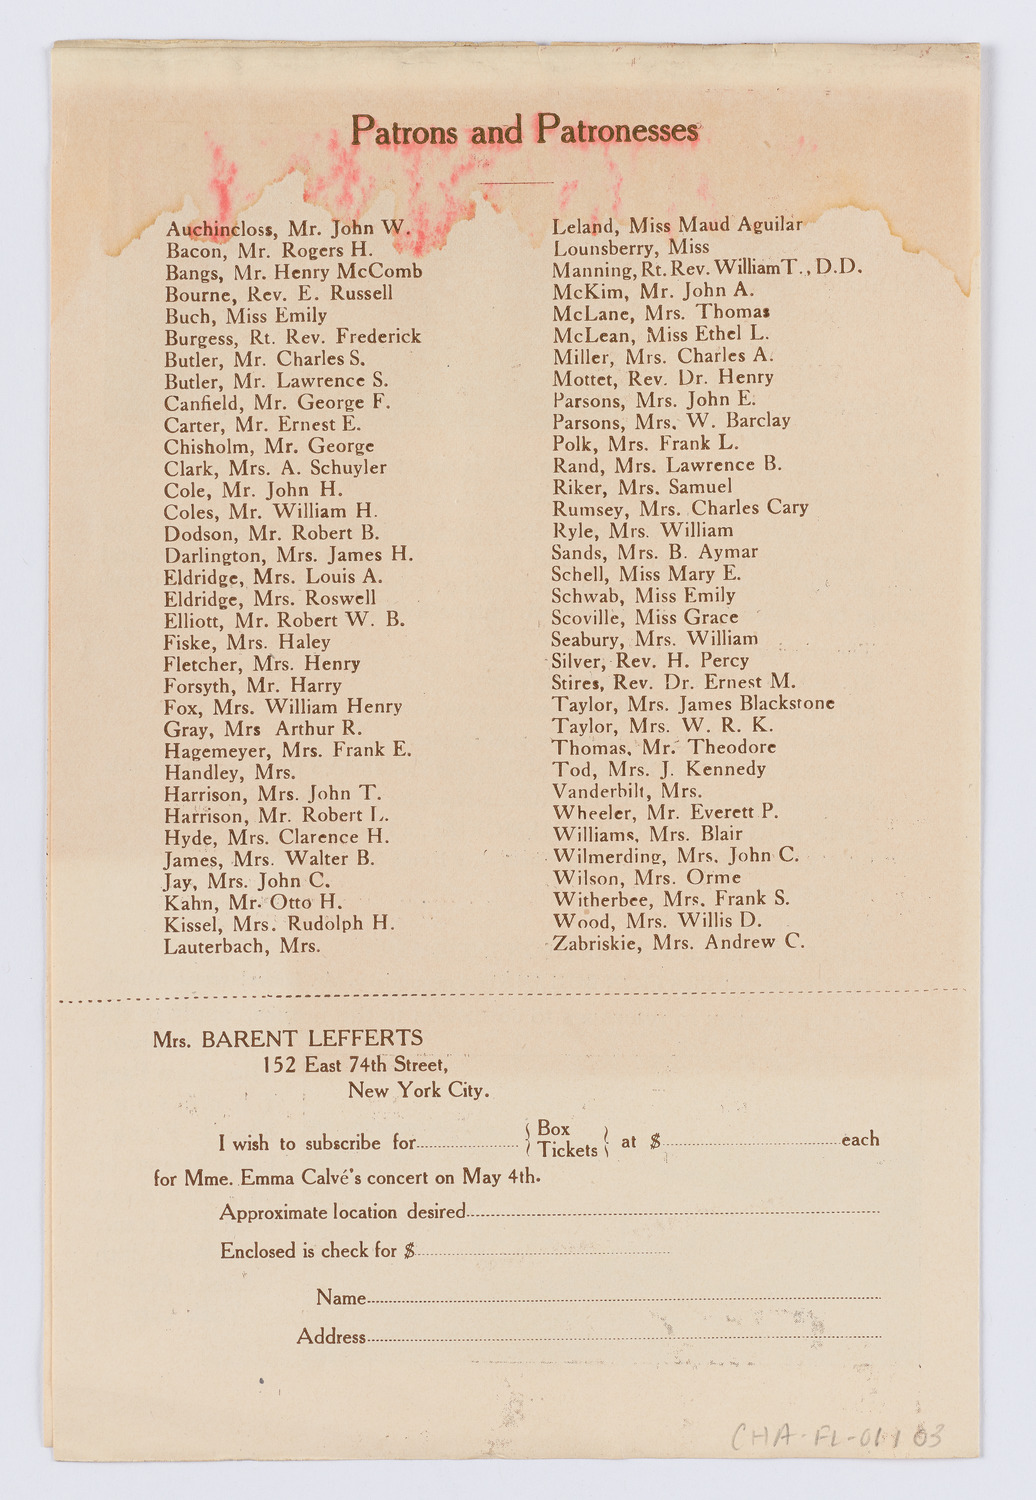 Patrons and Patronesses
Auchincloss, Mr. John W.
Bacon, Mr. Rogers H.
Bangs, Mr. Henry McComb
Bourne, Rev. E. Russell
Buch, Miss Emily
Burgess, Rt. Rev. Frederick
Butler, Mr. Charles S.
Butler, Mr. Lawrence S.
Canfield, Mr. George F.
Carter, Mr. Ernest E.
Chisholm, Mr. George
Clark, Mrs. A. Schuyler
Cole, Mr. John H.
Coles, Mr. William H.
Dodson, Mr. Robert B.
Darlington, Mrs. James H.
Eldridge, Mrs. Louis A.
Eldridge, Mrs. Roswell
Elliott, Mr. Robert W. B.
Fiske, Mrs. Haley
Fletcher, Mrs. Henry
Forsyth, Mr. Harry
Fox, Mrs. William Henry
Gray, Mrs Arthur R.
Hagemeyer, Mrs. Frank E.
Handley, Mrs.
Harrison, Mrs. John T.
Harrison, Mr. Robert L.
Hyde, Mrs. Clarence H.
James, Mrs. Walter B.
Jay, Mrs. John C.
Kahn, Mr. Otto H.
Kissel, Mrs. Rudolph H.
Lauterbach, Mrs.
Leland, Miss Maud Aguilar
Lounsberry, Miss
Manning, Rt. Rev. William T., D.D.
McKim, Mr. John A.
McLane, Mrs. Thomas
McLean, Miss Ethel L.
Miller, Mrs. Charles A.
Mottet, Rev. Dr. Henry
Parsons, Mrs. John E.
Parsons, Mrs. W. Barclay
Polk, Mrs. Frank L.
Rand, Mrs. Lawrence B.
Riker, Mrs. Samuel
Rumsey, Mrs. Charles Cary
Ryle, Mrs. William
Sands, Mrs. B. Aymar
Schell, Miss Mary E.
Schwab, Miss Emily
Scoville, Miss Grace
Seabury, Mrs. William
Silver, Rev. H. Percy
Stires, Rev. Dr. Ernest M.
Taylor, Mrs. James Blackstone
Taylor, Mrs. W. R. K.
Thomas, Mr. Theodore
Tod, Mrs. J. Kennedy
Vanderbilt, Mrs.
Wheeler, Mr. Everett P.
Williams, Mrs. Blair
Wilmerding, Mrs. John C.
Wilson, Mrs. Orme
Witherbee, Mrs. Frank S.
Wood, Mrs. Willis D.
Zabriskie, Mrs. Andrew C.
Mrs. BARENT LEFFERTS
152 East 74th Street,
New York City.
I wish to subscribe for.......... { Box Tickets } at $..........each
for Mme. Emma Calvé's concert on May 4th.
Approximate location desired..........
Enclosed is check for $..........
Name..........
Address..........